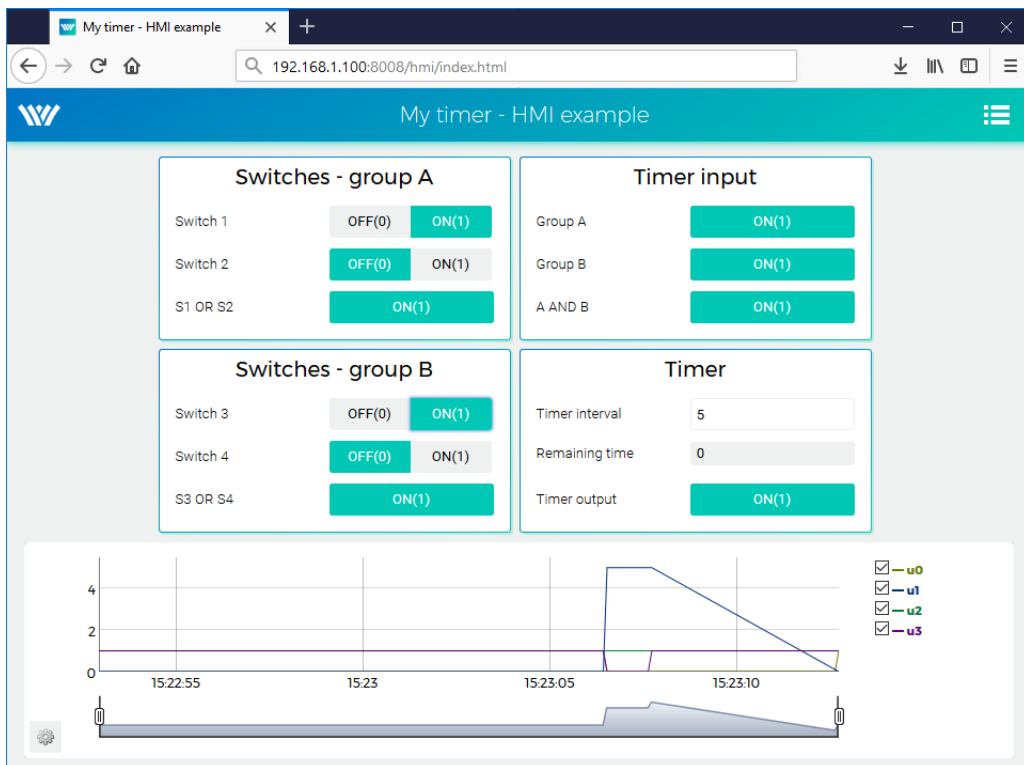 My timer - HMI example
192.168.1.100:8008/hmi/index.html
My timer - HMI example
Switches - group A
Switch 1 OFF(0) ON(1)
Switch 2 OFF(0) ON(1)
S1 OR S2 ON(1)
Timer input
Group A ON(1)
Group B ON(1)
A AND B ON(1)
Switches - group B
Switch 3 OFF(0) ON(1)
Switch 4 OFF(0) ON(1)
S3 OR S4 ON(1)
Timer
Timer interval 5
Remaining time 0
Timer output ON(1)
4
2
0
15:22:55 15:23 15:23:05 15:23:10
u0
u1
u2
u3